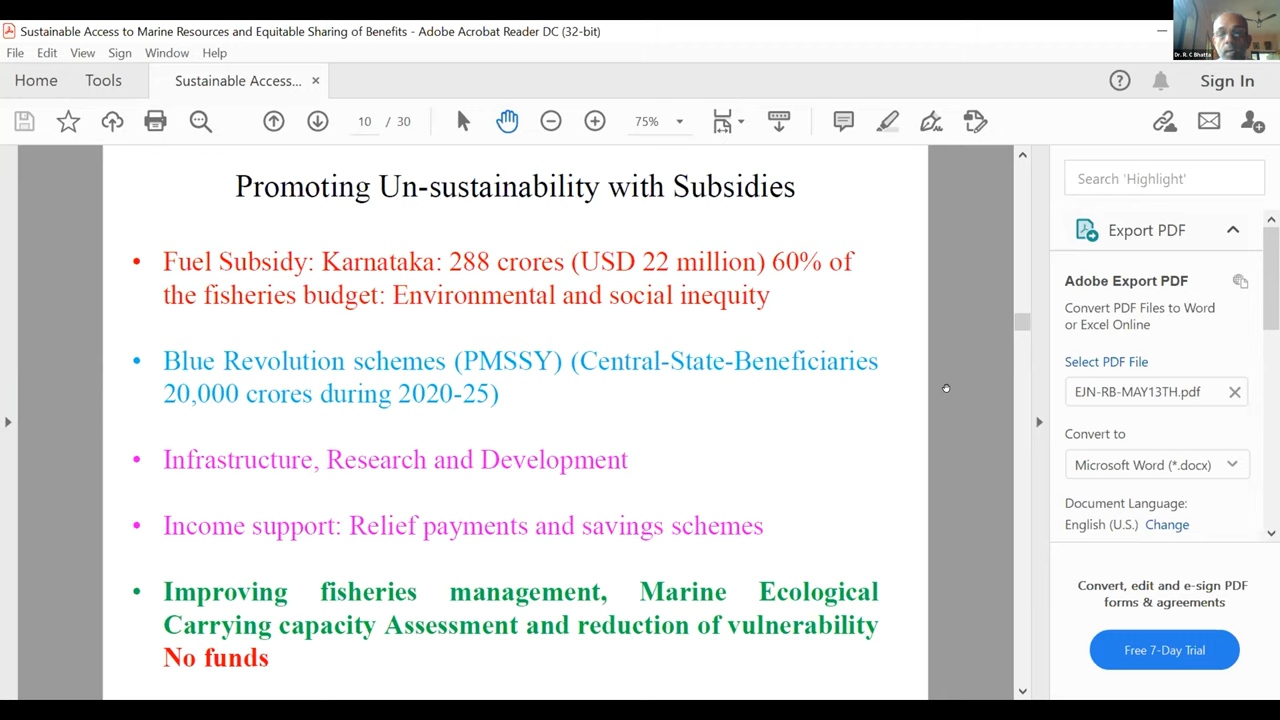 Sustainable Access to Marine Resources and Equitable Sharing of Benefits - Adobe Acrobat Reader DC (32-bit)
Dr. R. C Bhatta
File Edit View Sign Window Help
Home Tools Sustainable Access... × Sign In
10 / 30 75%
Promoting Un-sustainability with Subsidies
• Fuel Subsidy: Karnataka: 288 crores (USD 22 million) 60% of
the fisheries budget: Environmental and social inequity
• Blue Revolution schemes (PMSSY) (Central-State-Beneficiaries
20,000 crores during 2020-25)
• Infrastructure, Research and Development
• Income support: Relief payments and savings schemes
• Improving fisheries management, Marine Ecological
Carrying capacity Assessment and reduction of vulnerability
No funds
Search 'Highlight'
Export PDF
Adobe Export PDF
Convert PDF Files to Word
or Excel Online
Select PDF File
EJN-RB-MAY13TH.pdf
Convert to
Microsoft Word (*.docx)
Document Language:
English (U.S.) Change
Convert, edit and e-sign PDF
forms & agreements
Free 7-Day Trial